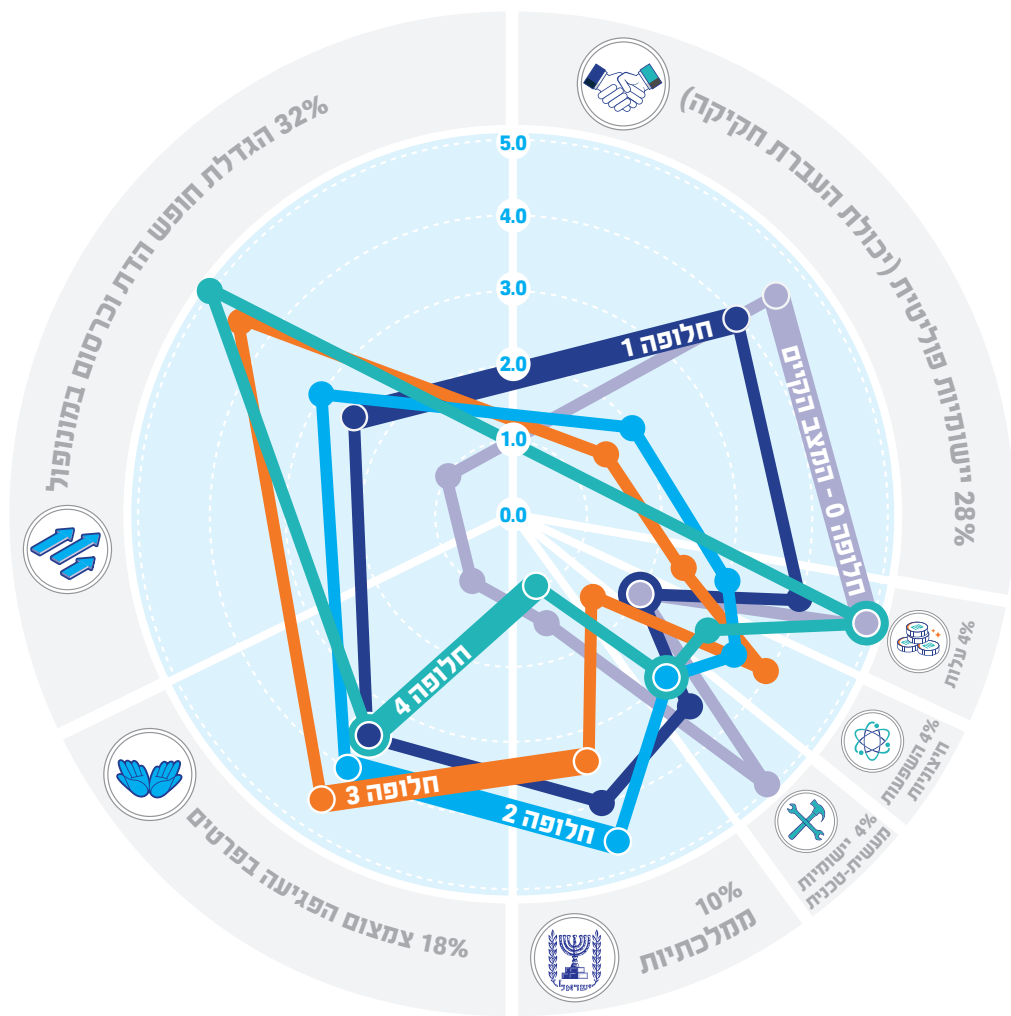 28% יישומיות פוליטית (יכולת העברת חקיקה)
4% עלות
4% השפעות
חיצוניות
4% יישומיות
מעשית-טכנית
10%
ממלכתיות
18% צמצום הפגיעה בפרטים
32% הגדלת חופש הדת וכרסום במונופול
5.0
4.0
3.0
2.0
1.0
0.0
חלופה 0 - המצב הקיים
חלופה 1
חלופה 2
חלופה 3
חלופה 4
ישראל